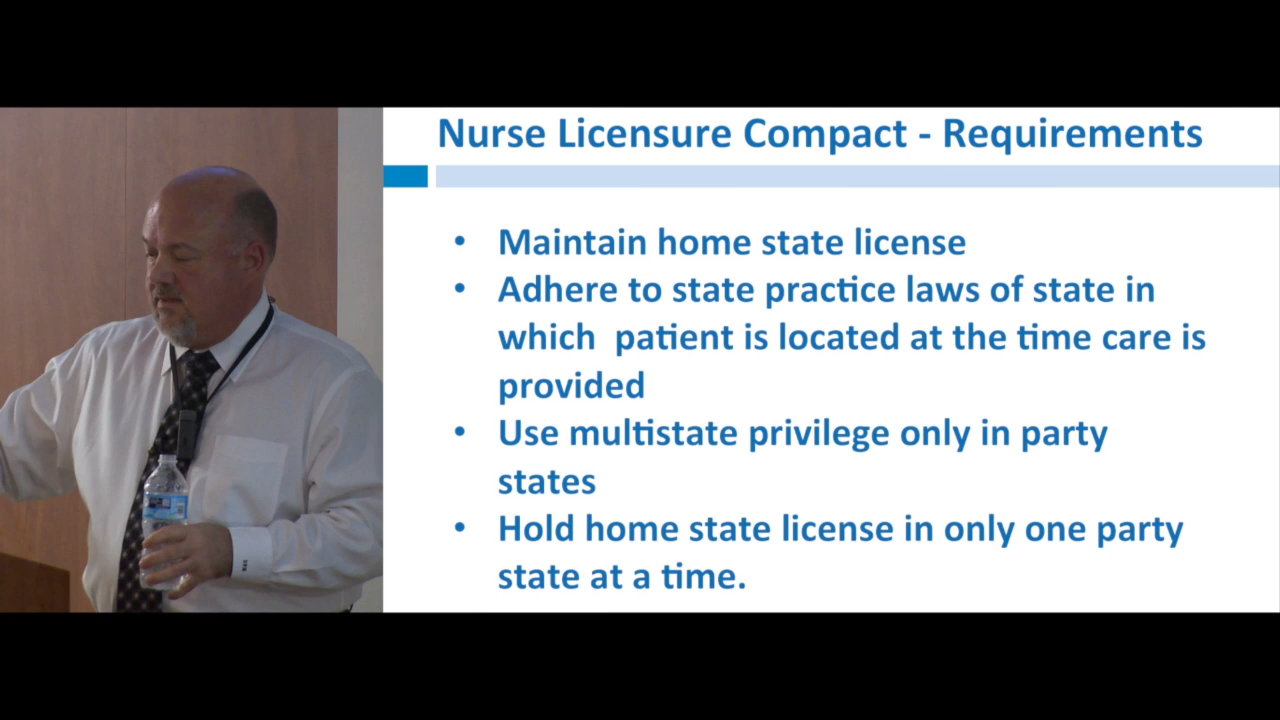 Nurse Licensure Compact - Requirements
• Maintain home state license
• Adhere to state practice laws of state in
which patient is located at the time care is
provided
• Use multistate privilege only in party
states
• Hold home state license in only one party
state at a time.